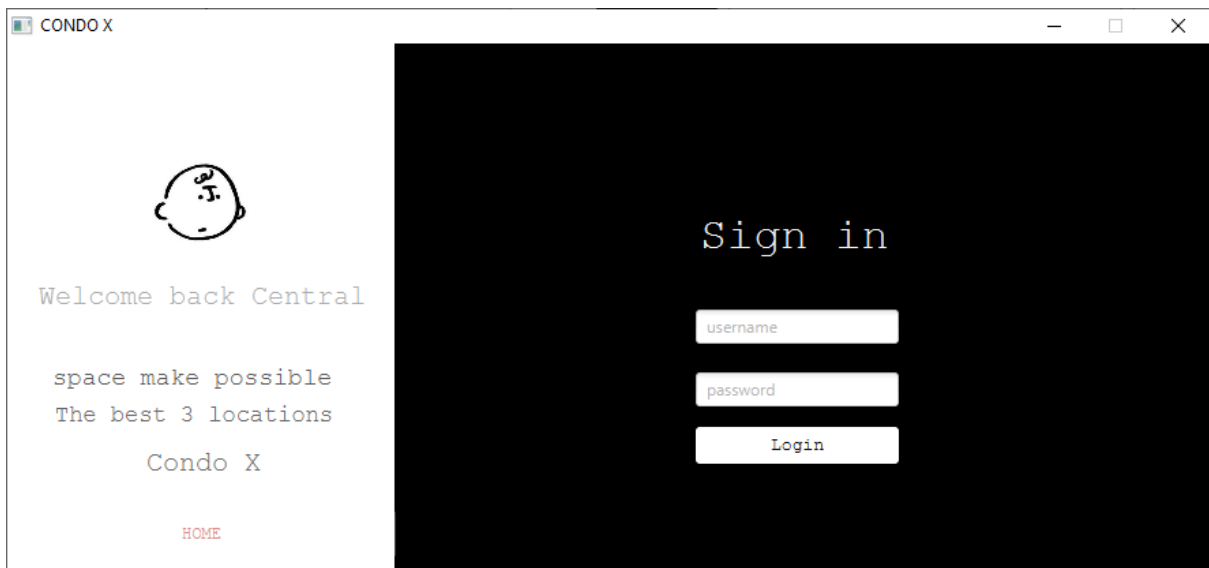 CONDO X
Welcome back Central
space make possible
The best 3 locations
Condo X
HOME
Sign in
username
password
Login